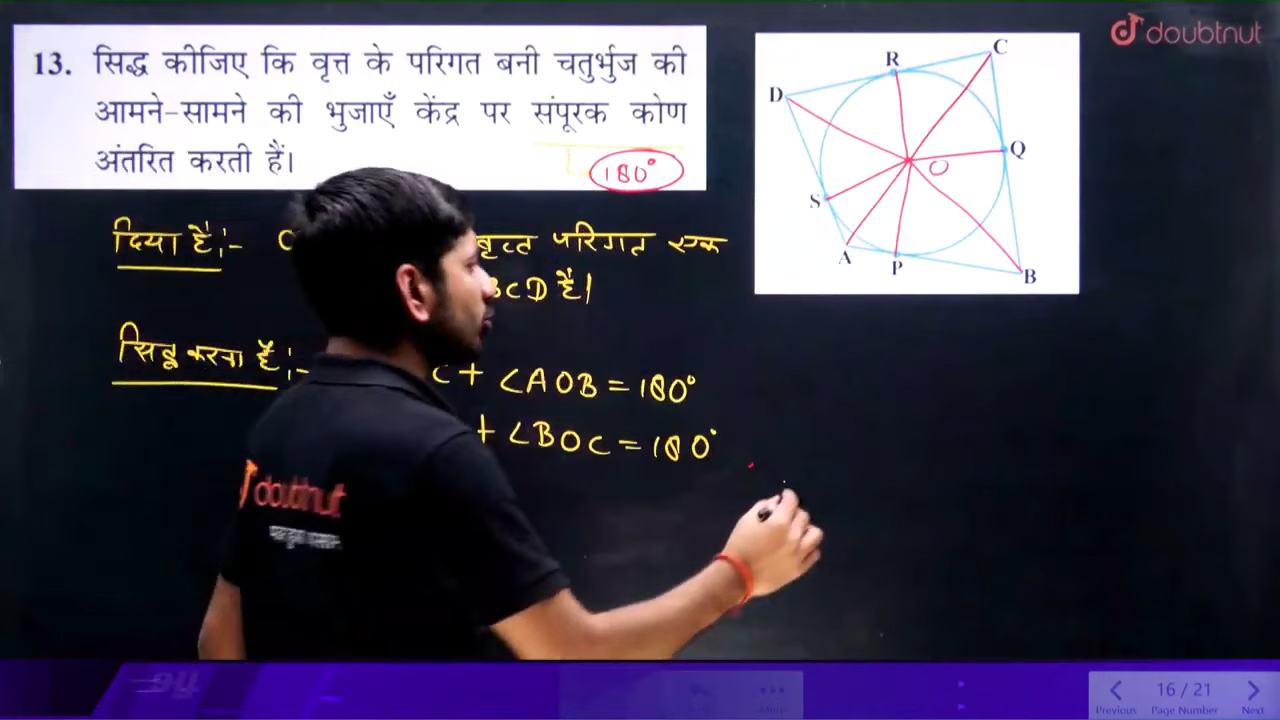 13. सिद्ध कीजिए कि वृत्त के परिगत बनी चतुर्भुज की
आमने-सामने की भुजाएँ केंद्र पर संपूरक कोण
अंतरित करती हैं।
180°
दिया है:-
वृत्त परिगत एक
BCD है।
सिद्ध करना है:-
C + ∠AOB = 180°
+ ∠BOC = 180°
doubtnut
R
C
D
Q
O
S
A
P
B
doubtnut
16 / 21
Previous
Page Number
Next